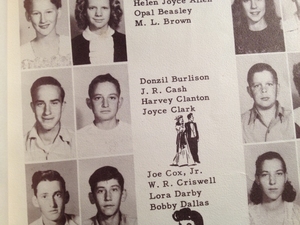 Helen Joyce Allen
Opal Beasley
M. L. Brown
Donzil Burlison
J. R. Cash
Harvey Clanton
Joyce Clark
Joe Cox, Jr.
W. R. Criswell
Lora Darby
Bobby Dallas